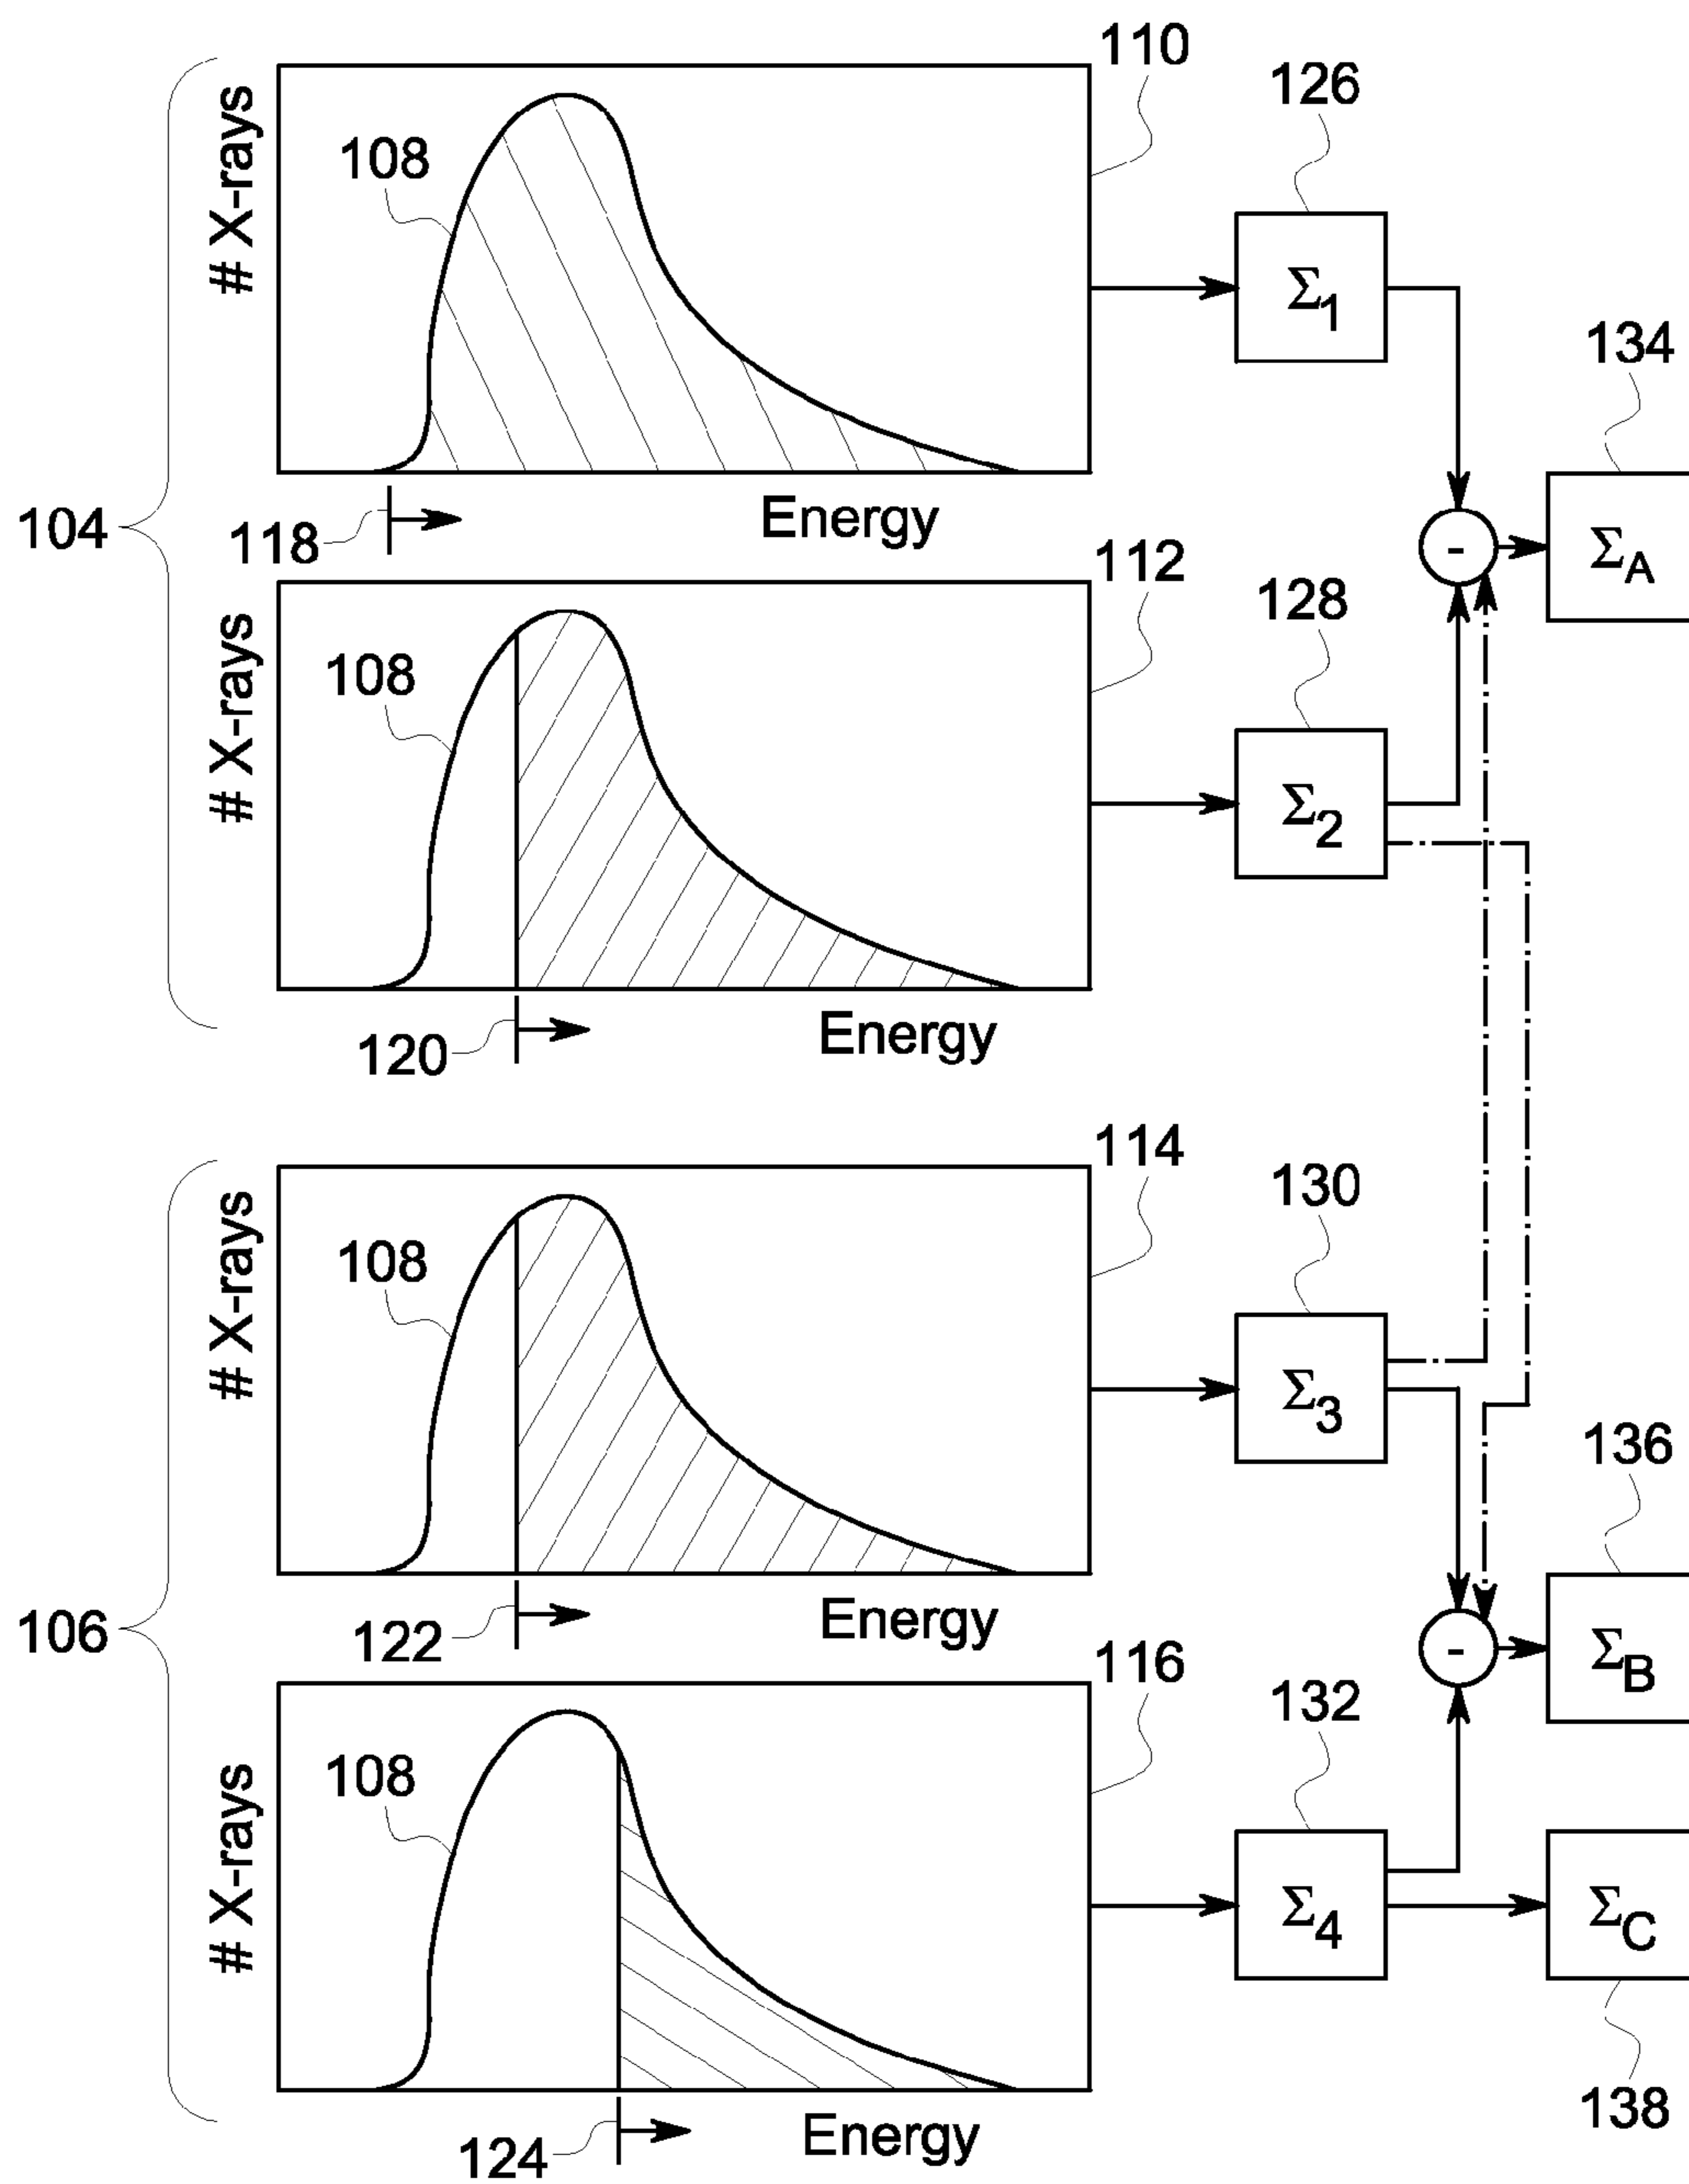 104
# X-rays
108
110
118
Energy
126
Σ1
134
ΣA
-
# X-rays
108
112
120
Energy
128
Σ2
106
# X-rays
108
114
122
Energy
130
Σ3
136
ΣB
-
# X-rays
108
116
124
Energy
132
Σ4
ΣC
138